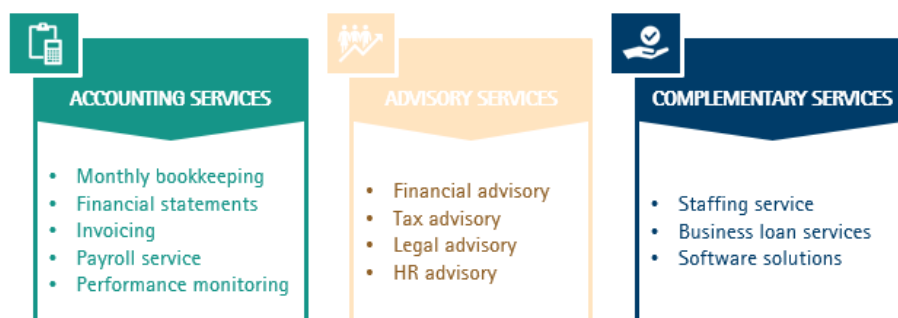 ACCOUNTING SERVICES
• Monthly bookkeeping
• Financial statements
• Invoicing
• Payroll service
• Performance monitoring
ADVISORY SERVICES
• Financial advisory
• Tax advisory
• Legal advisory
• HR advisory
COMPLEMENTARY SERVICES
• Staffing service
• Business loan services
• Software solutions